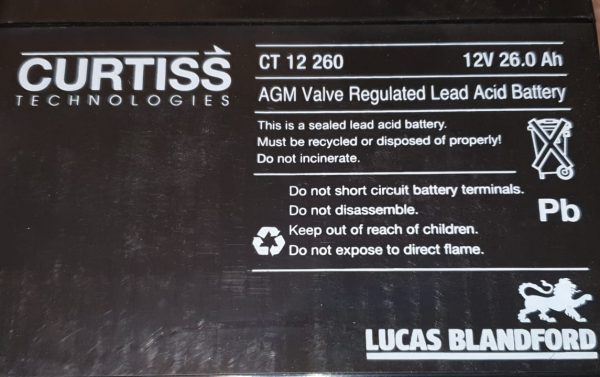 CURTISS
TECHNOLOGIES
CT 12 260 12V 26.0 Ah
AGM Valve Regulated Lead Acid Battery
This is a sealed lead acid battery.
Must be recycled or disposed of properly!
Do not incinerate.
Do not short circuit battery terminals.
Do not disassemble.
Pb
Keep out of reach of children.
Do not expose to direct flame.
LUCAS BLANDFORD